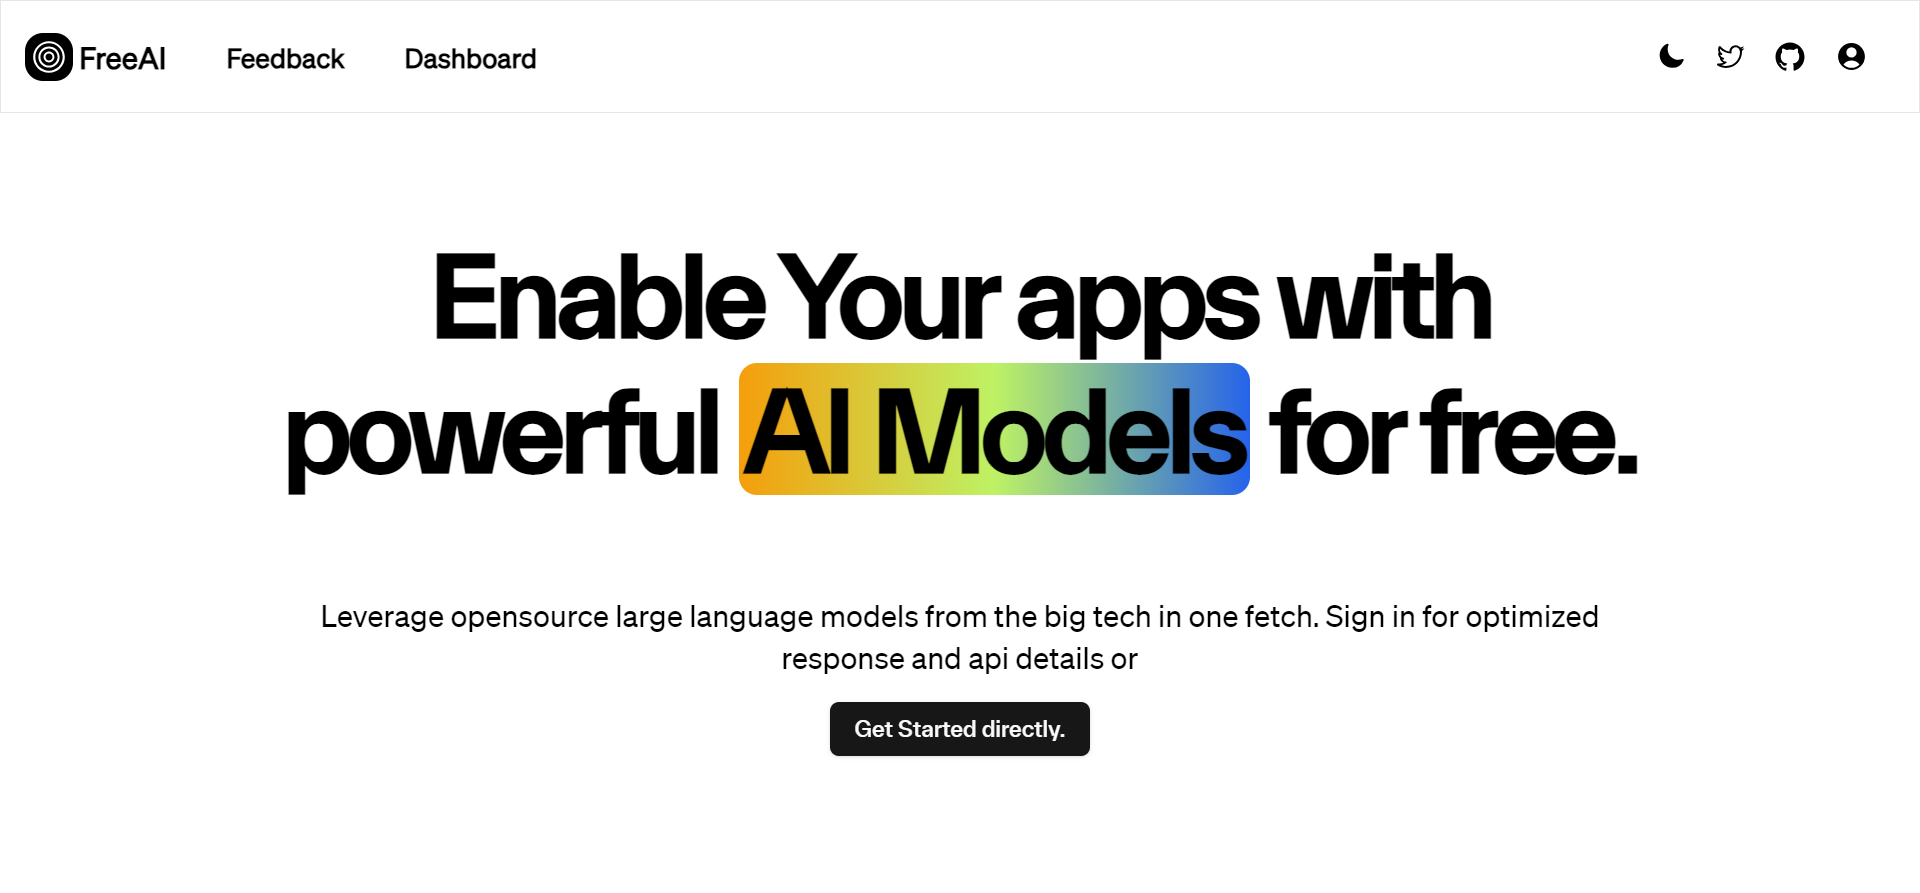 FreeAI Feedback Dashboard
Enable Your apps with
powerful AI Models for free.
Leverage opensource large language models from the big tech in one fetch. Sign in for optimized
response and api details or
Get Started directly.